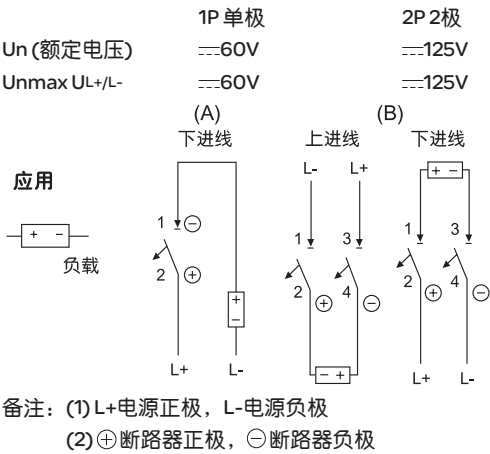 1P 单极 2P 2极
Un (额定电压) ⎓60V ⎓125V
Unmax UL+/L- ⎓60V ⎓125V
(A) (B)
下进线 上进线 下进线
应用
+ −
负载
1 ⊖
2 ⊕
+
−
L+ L-
L- L+
1 3
2 ⊕ 4 ⊖
− +
+ −
1 3
2 ⊕ 4 ⊖
L+ L-
备注：(1) L+电源正极，L-电源负极
(2) ⊕断路器正极，⊖断路器负极